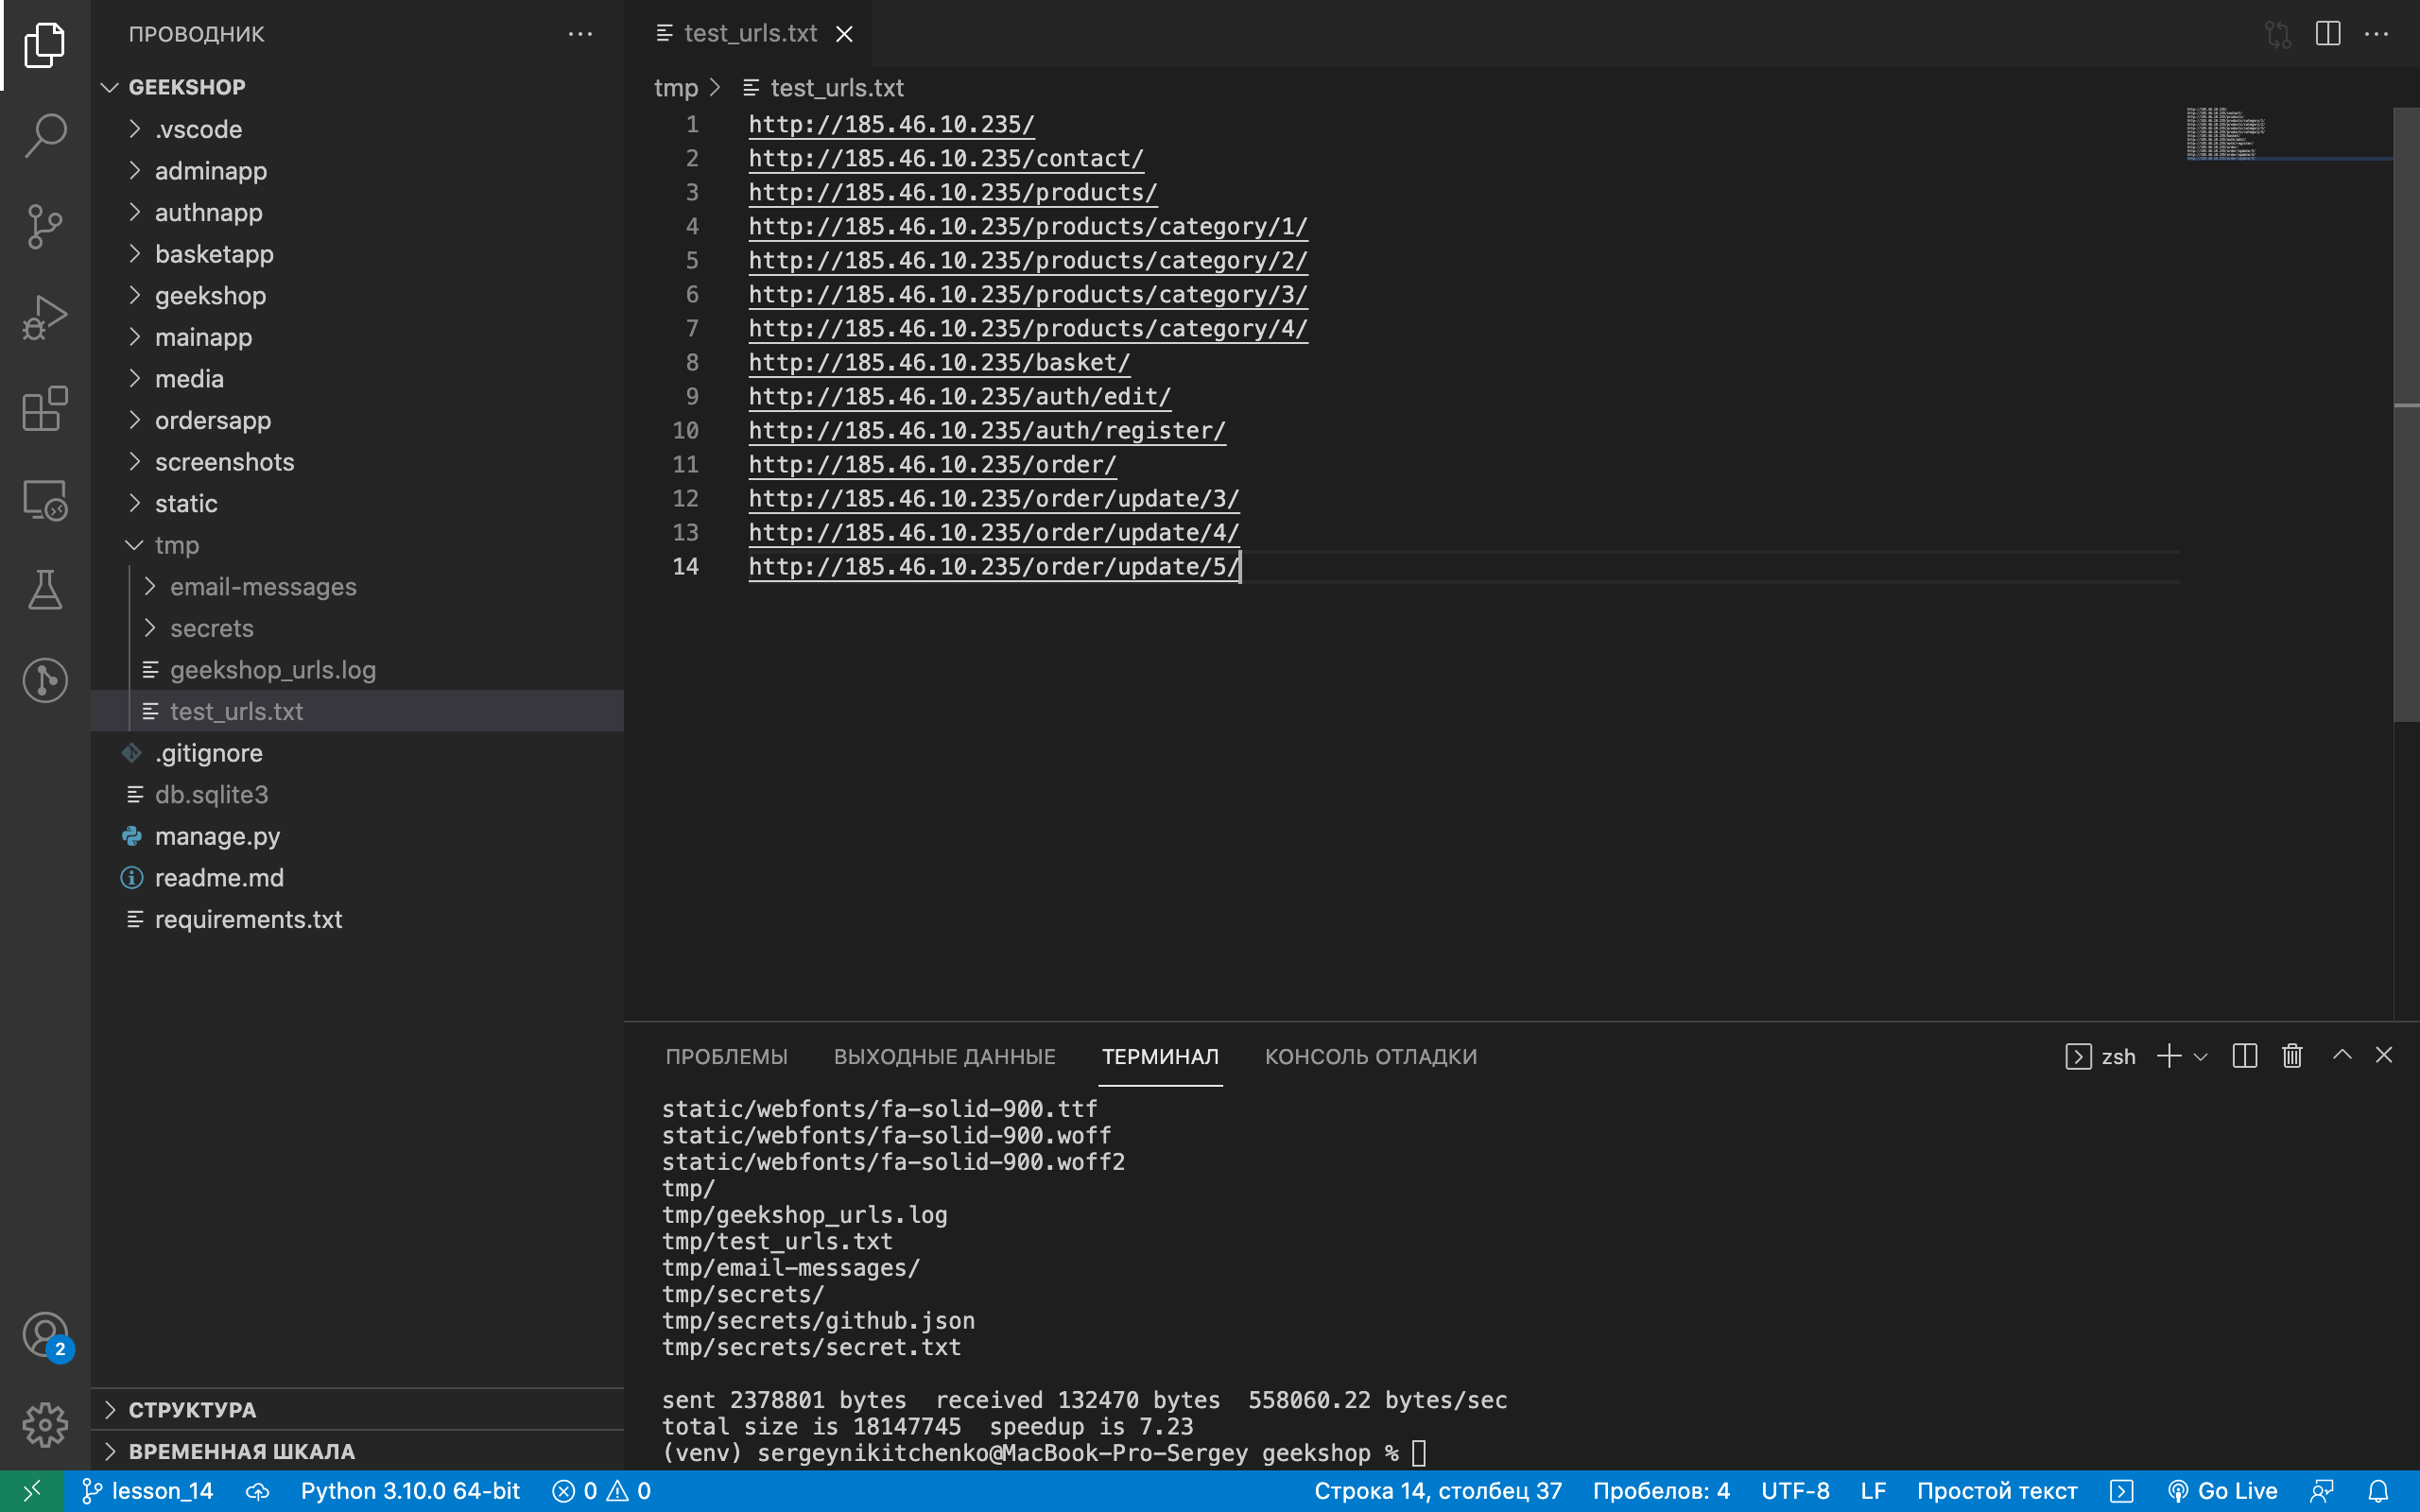 ПРОВОДНИК
GEEKSHOP
.vscode
adminapp
authnapp
basketapp
geekshop
mainapp
media
ordersapp
screenshots
static
tmp
email-messages
secrets
geekshop_urls.log
test_urls.txt
.gitignore
db.sqlite3
manage.py
readme.md
requirements.txt
СТРУКТУРА
ВРЕМЕННАЯ ШКАЛА
test_urls.txt
tmp > test_urls.txt
1 http://185.46.10.235/
2 http://185.46.10.235/contact/
3 http://185.46.10.235/products/
4 http://185.46.10.235/products/category/1/
5 http://185.46.10.235/products/category/2/
6 http://185.46.10.235/products/category/3/
7 http://185.46.10.235/products/category/4/
8 http://185.46.10.235/basket/
9 http://185.46.10.235/auth/edit/
10 http://185.46.10.235/auth/register/
11 http://185.46.10.235/order/
12 http://185.46.10.235/order/update/3/
13 http://185.46.10.235/order/update/4/
14 http://185.46.10.235/order/update/5/
ПРОБЛЕМЫ ВЫХОДНЫЕ ДАННЫЕ ТЕРМИНАЛ КОНСОЛЬ ОТЛАДКИ zsh
static/webfonts/fa-solid-900.ttf
static/webfonts/fa-solid-900.woff
static/webfonts/fa-solid-900.woff2
tmp/
tmp/geekshop_urls.log
tmp/test_urls.txt
tmp/email-messages/
tmp/secrets/
tmp/secrets/github.json
tmp/secrets/secret.txt
sent 2378801 bytes  received 132470 bytes  558060.22 bytes/sec
total size is 18147745  speedup is 7.23
(venv) sergeynikitchenko@MacBook-Pro-Sergey geekshop %
2
lesson_14 Python 3.10.0 64-bit 0 0 Строка 14, столбец 37 Пробелов: 4 UTF-8 LF Простой текст Go Live